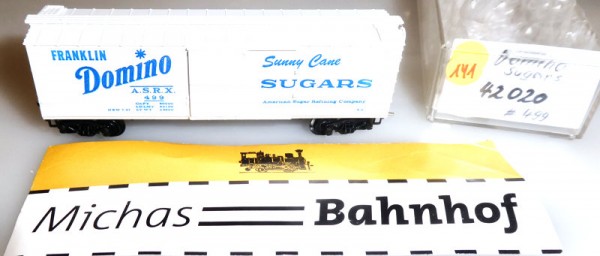 FRANKLIN
Domino
A.S.R.X.
499
Sunny Cane
SUGARS
American Sugar Refining Company
141
Domino
Sugars
42020
# 499
Michas Bahnhof